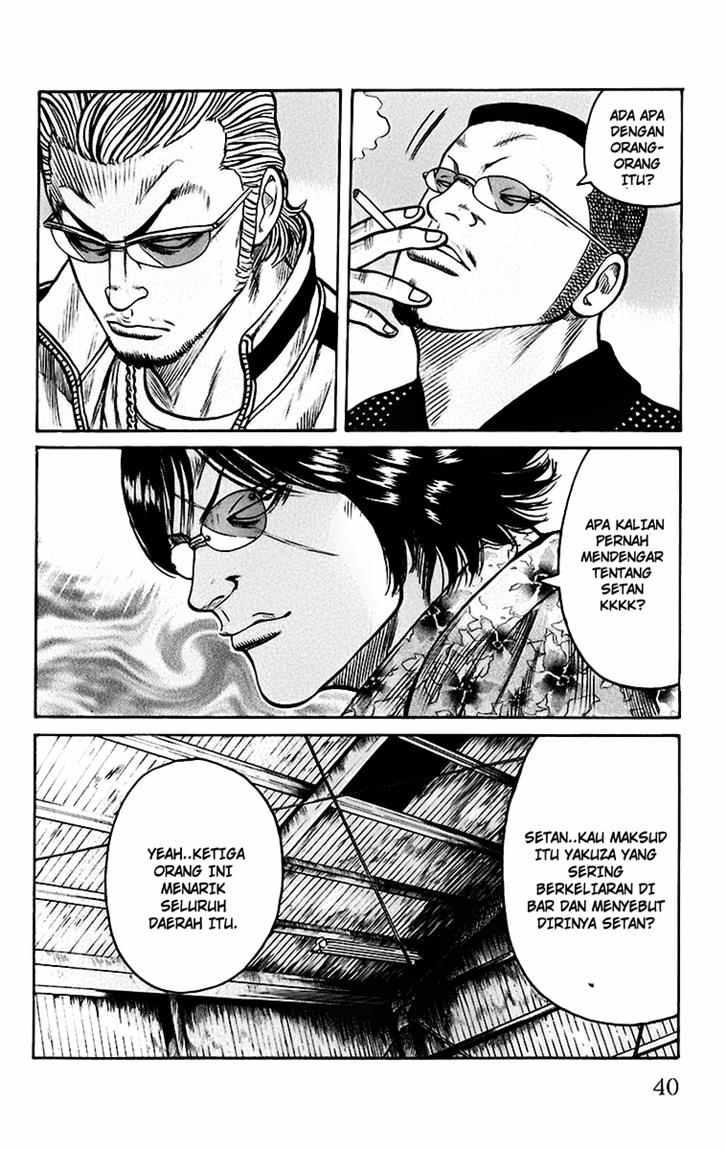 ADA APA
DENGAN
ORANG-
ORANG
ITU?
APA KALIAN
PERNAH
MENDENGAR
TENTANG
SETAN
KKKK?
SETAN..KAU MAKSUD
ITU YAKUZA YANG
SERING
BERKELIARAN DI
BAR DAN MENYEBUT
DIRINYA SETAN?
YEAH..KETIGA
ORANG INI
MENARIK
SELURUH
DAERAH ITU.
40